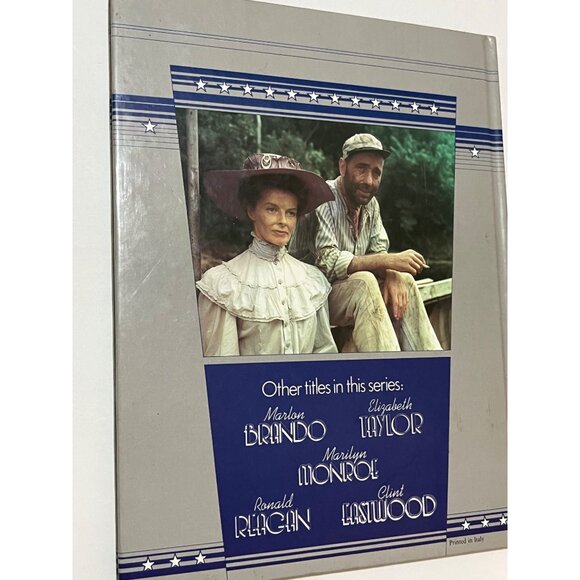 Other titles in this series:
Marlon
BRANDO
Elizabeth
TAYLOR
Marilyn
MONROE
Ronald
REAGAN
Clint
EASTWOOD
Printed in Italy